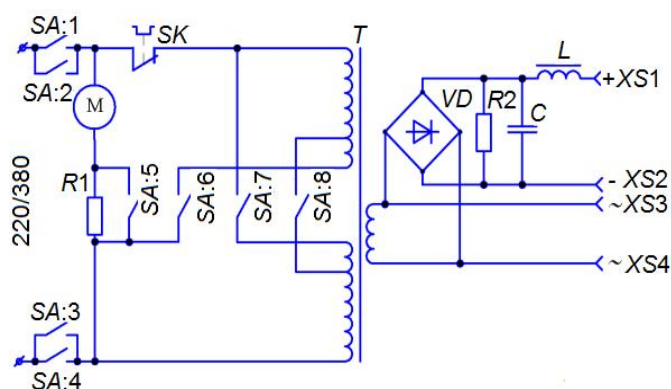 SA:1
SK
T
L
SA:2
+XS1
VD
R2
C
M
R1
SA:5
SA:6
SA:7
SA:8
- XS2
~XS3
220/380
~XS4
SA:3
SA:4